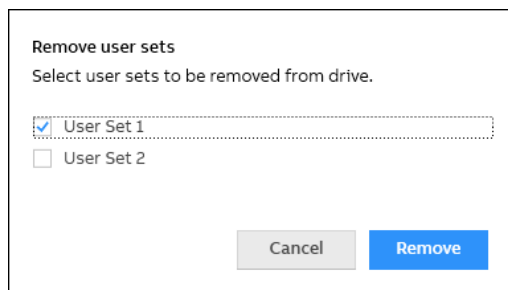 Remove user sets
Select user sets to be removed from drive.
User Set 1
User Set 2
Cancel
Remove